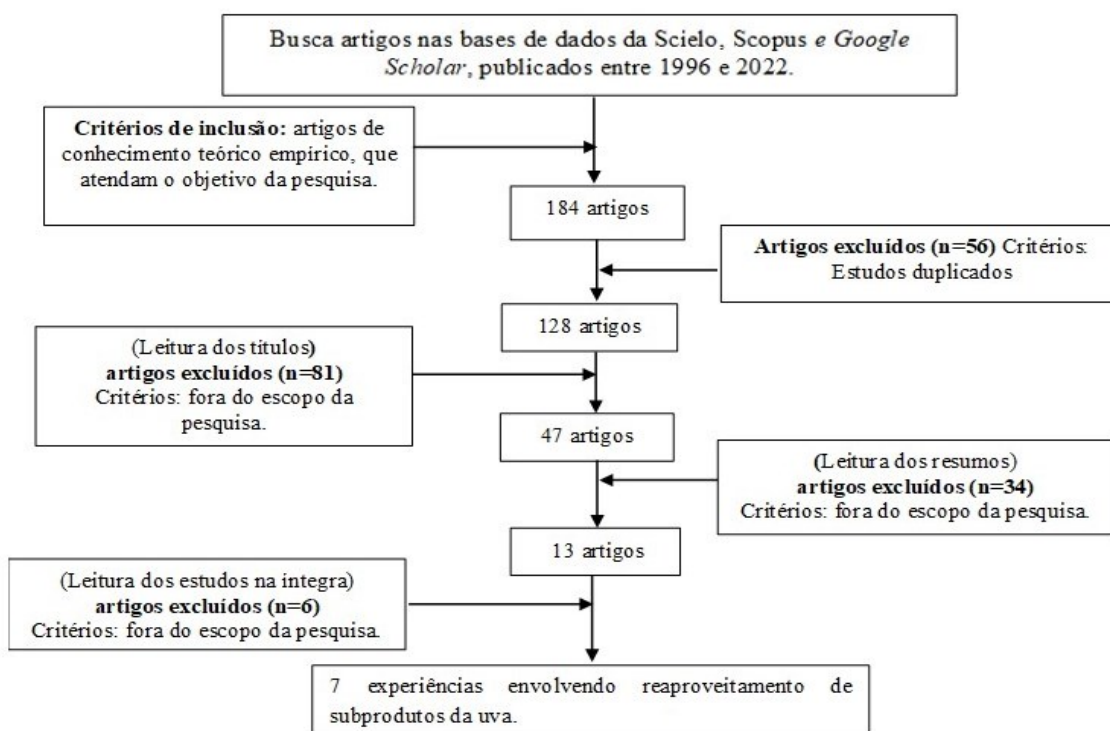 Busca artigos nas bases de dados da Scielo, Scopus e Google
Scholar, publicados entre 1996 e 2022.
Critérios de inclusão: artigos de
conhecimento teórico empírico, que
atendam o objetivo da pesquisa.
184 artigos
Artigos excluídos (n=56) Critérios:
Estudos duplicados
128 artigos
(Leitura dos títulos)
artigos excluídos (n=81)
Critérios: fora do escopo da
pesquisa.
47 artigos
(Leitura dos resumos)
artigos excluídos (n=34)
Critérios: fora do escopo da pesquisa.
13 artigos
(Leitura dos estudos na integra)
artigos excluídos (n=6)
Critérios: fora do escopo da pesquisa.
7 experiências envolvendo reaproveitamento de
subprodutos da uva.